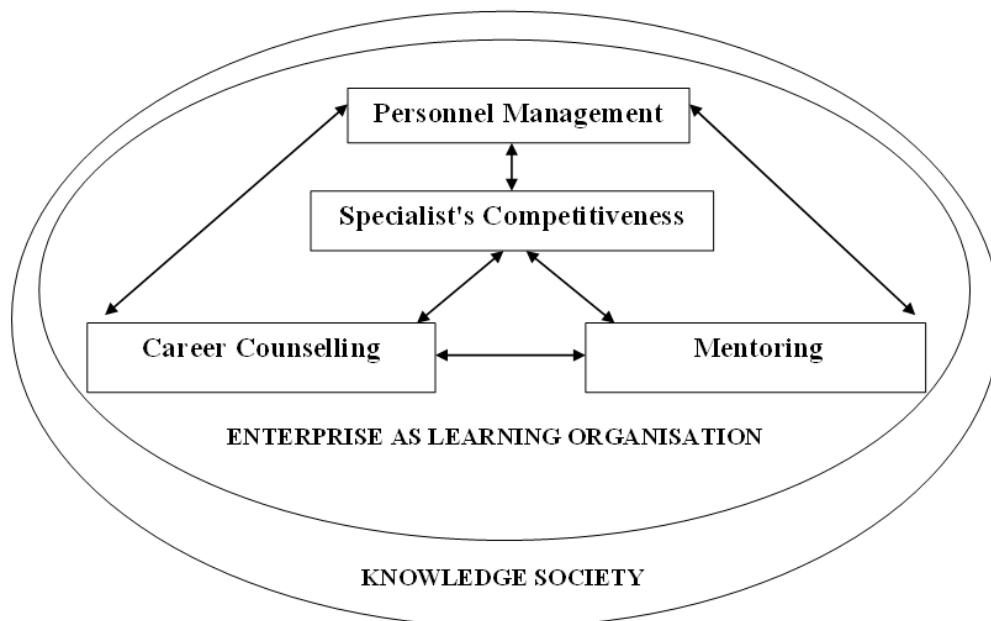 Personnel Management
Specialist's Competitiveness
Career Counselling
Mentoring
ENTERPRISE AS LEARNING ORGANISATION
KNOWLEDGE SOCIETY